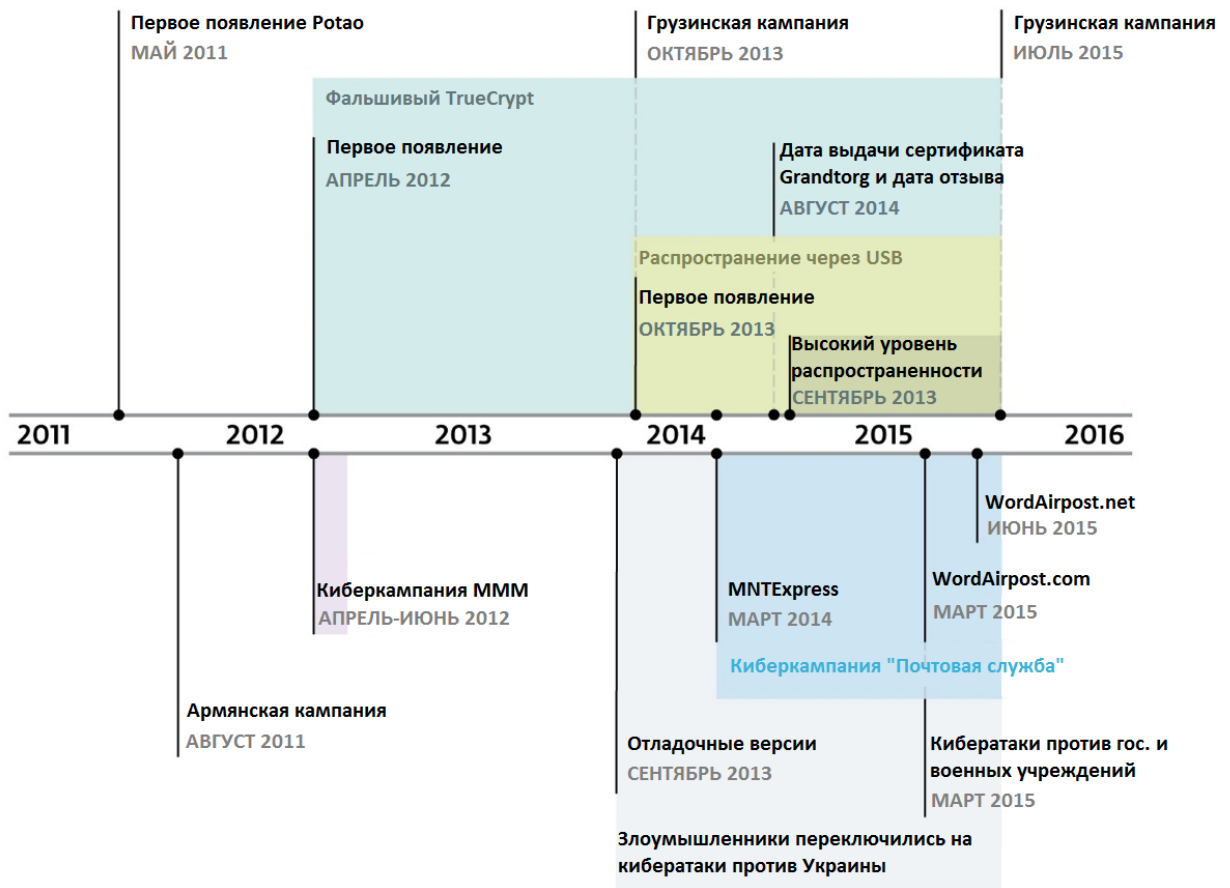 Первое появление Potao
МАЙ 2011
Грузинская кампания
ОКТЯБРЬ 2013
Грузинская кампания
ИЮЛЬ 2015
Фальшивый TrueCrypt
Первое появление
АПРЕЛЬ 2012
Дата выдачи сертификата
Grandtorg и дата отзыва
АВГУСТ 2014
Распространение через USB
Первое появление
ОКТЯБРЬ 2013
Высокий уровень
распространенности
СЕНТЯБРЬ 2013
2011 2012 2013 2014 2015 2016
WordAirpost.net
ИЮНЬ 2015
Киберкампания МММ
АПРЕЛЬ-ИЮНЬ 2012
MNTExpress
МАРТ 2014
WordAirpost.com
МАРТ 2015
Киберкампания "Почтовая служба"
Армянская кампания
АВГУСТ 2011
Отладочные версии
СЕНТЯБРЬ 2013
Кибератаки против гос. и
военных учреждений
МАРТ 2015
Злоумышленники переключились на
кибератаки против Украины